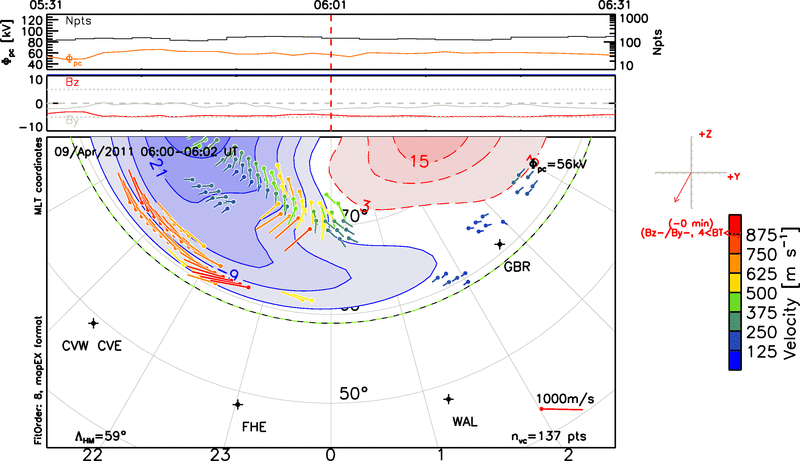 05:31 06:01 06:31
Npts
Φpc [kV]
120
100
80
60
40
Φpc
1000
100
10
Npts
Bz
10
0
-10
By
09/Apr/2011 06:00-06:02 UT
MLT coordinates
FitOrder: 8, mapEX format
21
15
3
-9
70°
Φpc=56kV
50°
GBR
CVW CVE
FHE
WAL
1000m/s
ΛHM=59°
nvc=137 pts
22 23 0 1 2
+Z
+Y
(-0 min)
(Bz-/By-, 4<BT<
875
750
625
500
375
250
125
Velocity [m s-1]